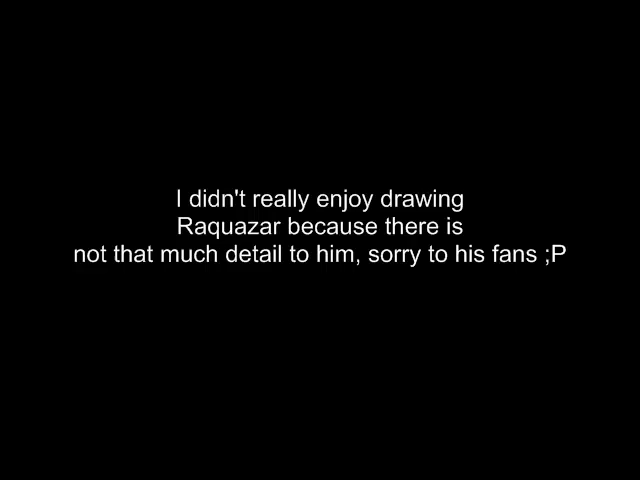 I didn't really enjoy drawing
Raquazar because there is
not that much detail to him, sorry to his fans ;P